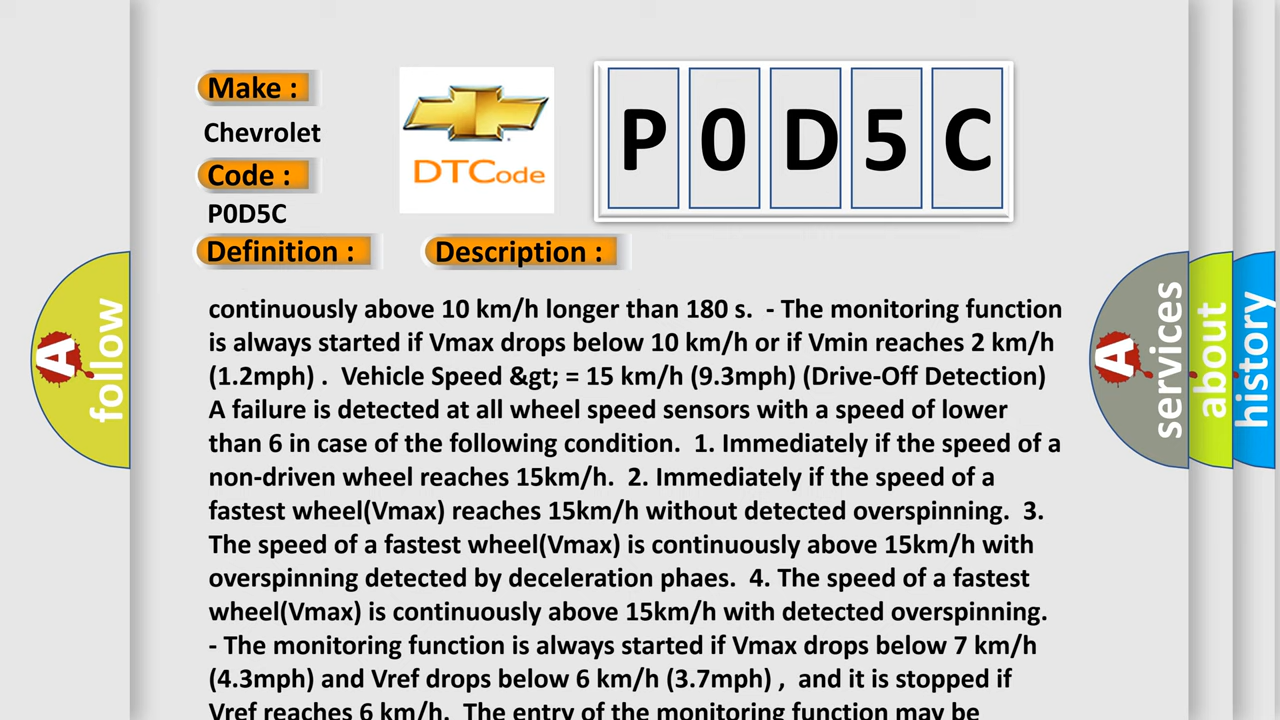 Make :
Chevrolet
Code :
P0D5C
Definition :
Description :
DTCode
P0D5C
continuously above 10 km/h longer than 180 s.  - The monitoring function
is always started if Vmax drops below 10 km/h or if Vmin reaches 2 km/h
(1.2mph) .  Vehicle Speed &gt; = 15 km/h (9.3mph) (Drive-Off Detection)
A failure is detected at all wheel speed sensors with a speed of lower
than 6 in case of the following condition.  1. Immediately if the speed of a
non-driven wheel reaches 15km/h.  2. Immediately if the speed of a
fastest wheel(Vmax) reaches 15km/h without detected overspinning.  3.
The speed of a fastest wheel(Vmax) is continuously above 15km/h with
overspinning detected by deceleration phaes.  4. The speed of a fastest
wheel(Vmax) is continuously above 15km/h with detected overspinning.
- The monitoring function is always started if Vmax drops below 7 km/h
(4.3mph) and Vref drops below 6 km/h (3.7mph) ,  and it is stopped if
Vref reaches 6 km/h.  The entry of the monitoring function may be
A
follow
A
services
about
history